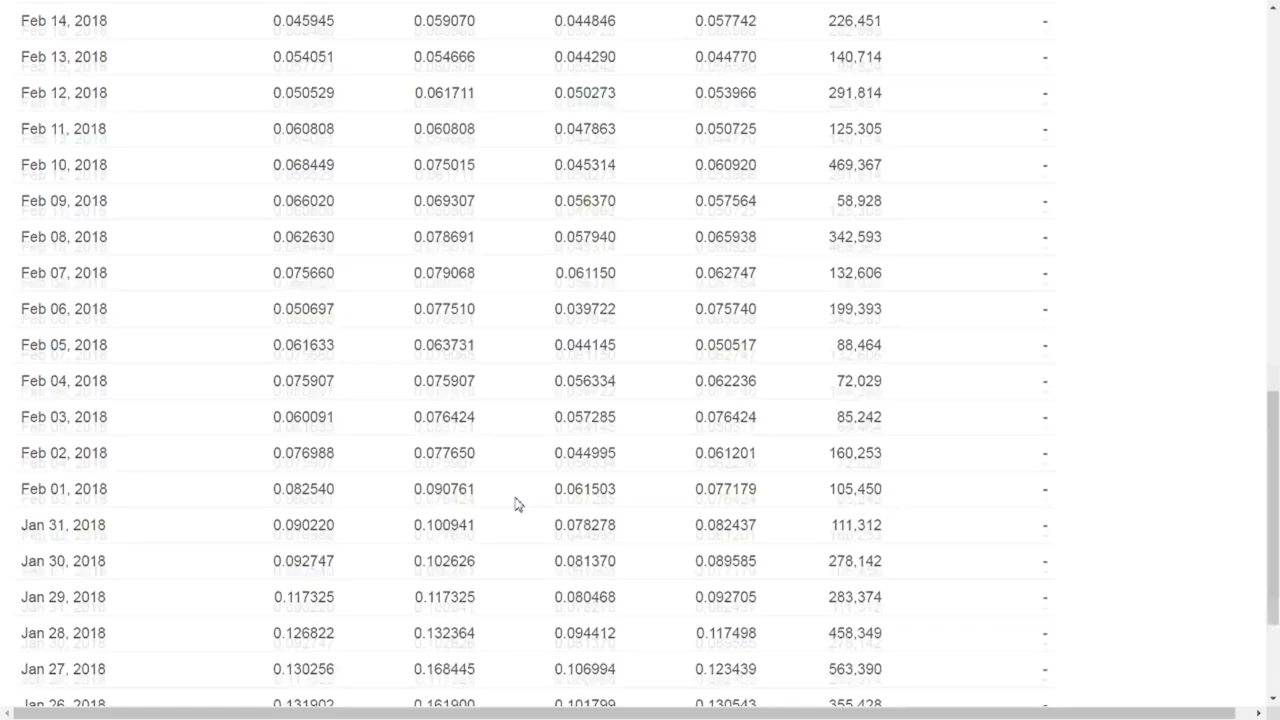 Feb 14, 2018 0.045945 0.059070 0.044846 0.057742 226,451 -
Feb 13, 2018 0.054051 0.054666 0.044290 0.044770 140,714 -
Feb 12, 2018 0.050529 0.061711 0.050273 0.053966 291,814 -
Feb 11, 2018 0.060808 0.060808 0.047863 0.050725 125,305 -
Feb 10, 2018 0.068449 0.075015 0.045314 0.060920 469,367 -
Feb 09, 2018 0.066020 0.069307 0.056370 0.057564 58,928 -
Feb 08, 2018 0.062630 0.078691 0.057940 0.065938 342,593 -
Feb 07, 2018 0.075660 0.079068 0.061150 0.062747 132,606 -
Feb 06, 2018 0.050697 0.077510 0.039722 0.075740 199,393 -
Feb 05, 2018 0.061633 0.063731 0.044145 0.050517 88,464 -
Feb 04, 2018 0.075907 0.075907 0.056334 0.062236 72,029 -
Feb 03, 2018 0.060091 0.076424 0.057285 0.076424 85,242 -
Feb 02, 2018 0.076988 0.077650 0.044995 0.061201 160,253 -
Feb 01, 2018 0.082540 0.090761 0.061503 0.077179 105,450 -
Jan 31, 2018 0.090220 0.100941 0.078278 0.082437 111,312 -
Jan 30, 2018 0.092747 0.102626 0.081370 0.089585 278,142 -
Jan 29, 2018 0.117325 0.117325 0.080468 0.092705 283,374 -
Jan 28, 2018 0.126822 0.132364 0.094412 0.117498 458,349 -
Jan 27, 2018 0.130256 0.168445 0.106994 0.123439 563,390 -
Jan 26, 2018 0.131902 0.161900 0.101799 0.130543 355,428 -